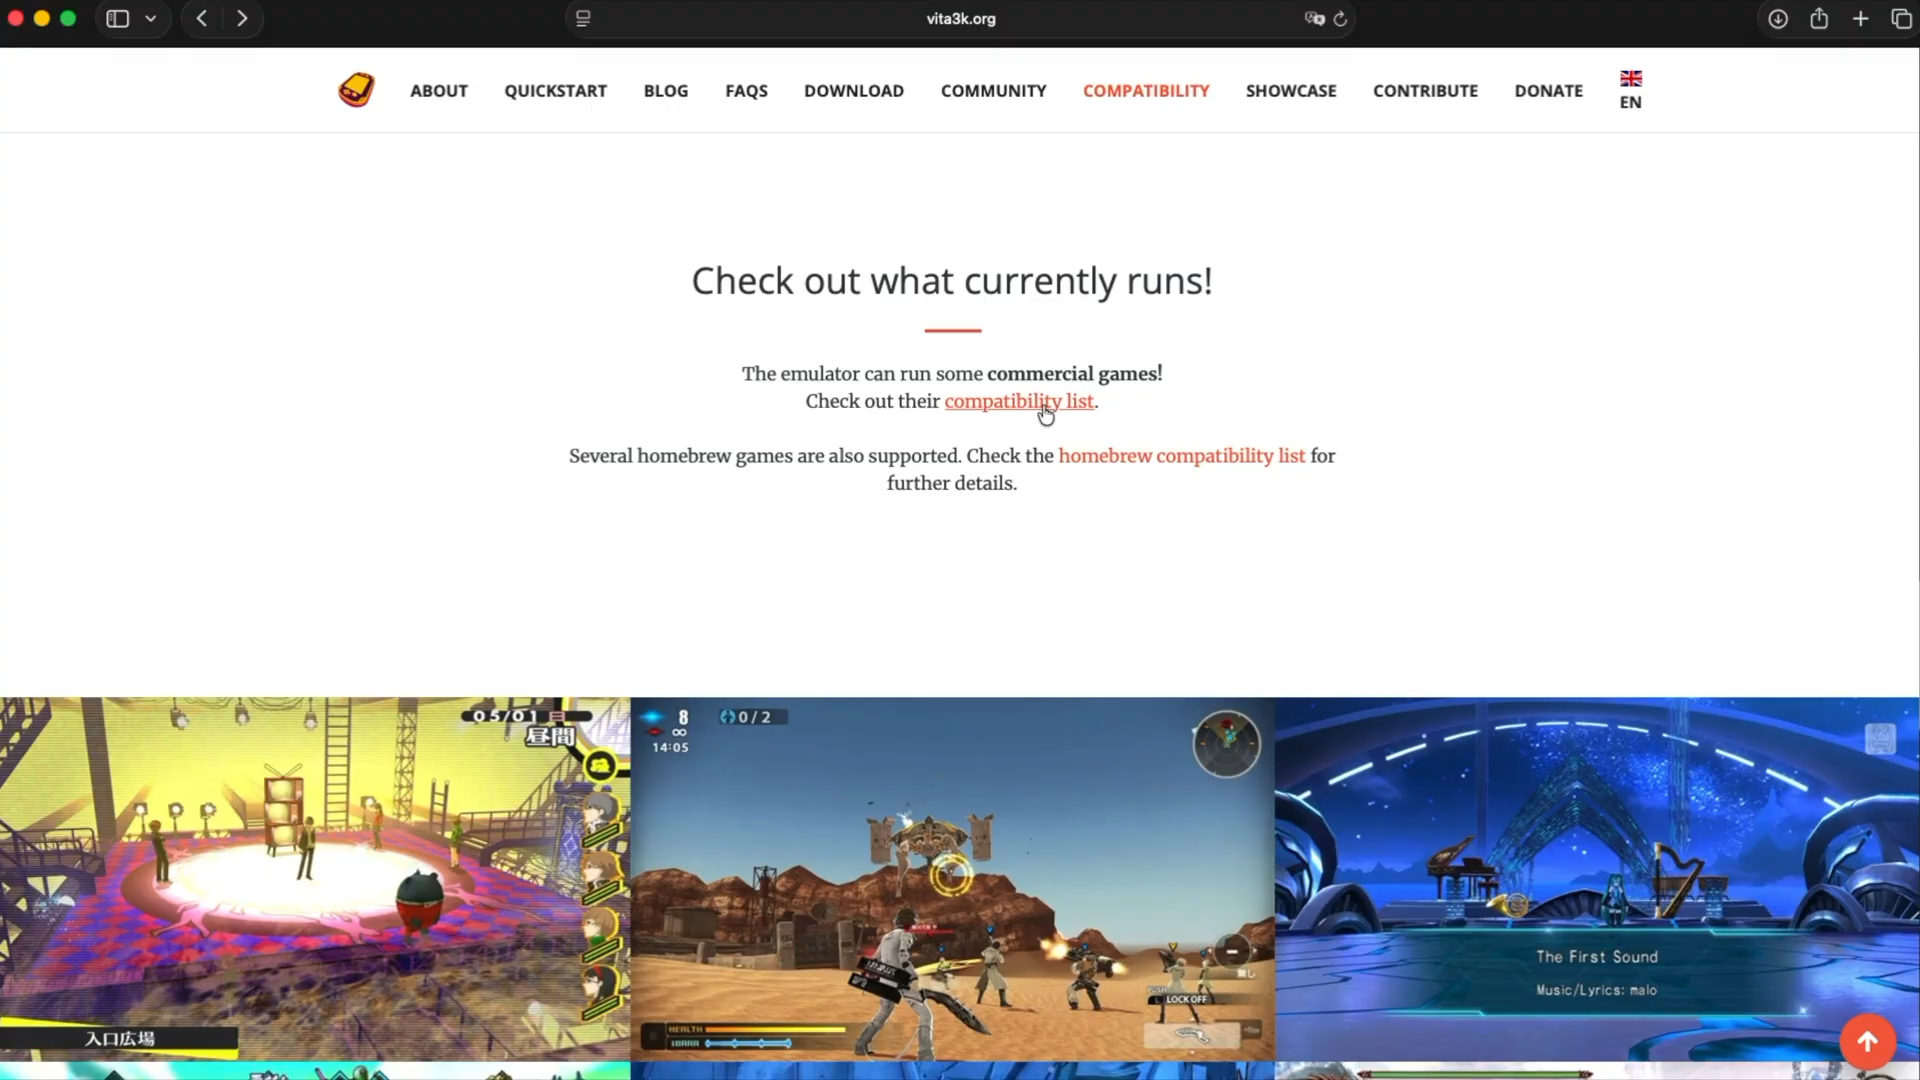 vita3k.org
ABOUT
QUICKSTART
BLOG
FAQS
DOWNLOAD
COMMUNITY
COMPATIBILITY
SHOWCASE
CONTRIBUTE
DONATE
EN
Check out what currently runs!
The emulator can run some commercial games!
Check out their compatibility list.
Several homebrew games are also supported. Check the homebrew compatibility list for
further details.
05/01 日
昼間
入口広場
8
∞
14:05
0/2
LOCK OFF
無し
HEALTH
The First Sound
Music/Lyrics: malo